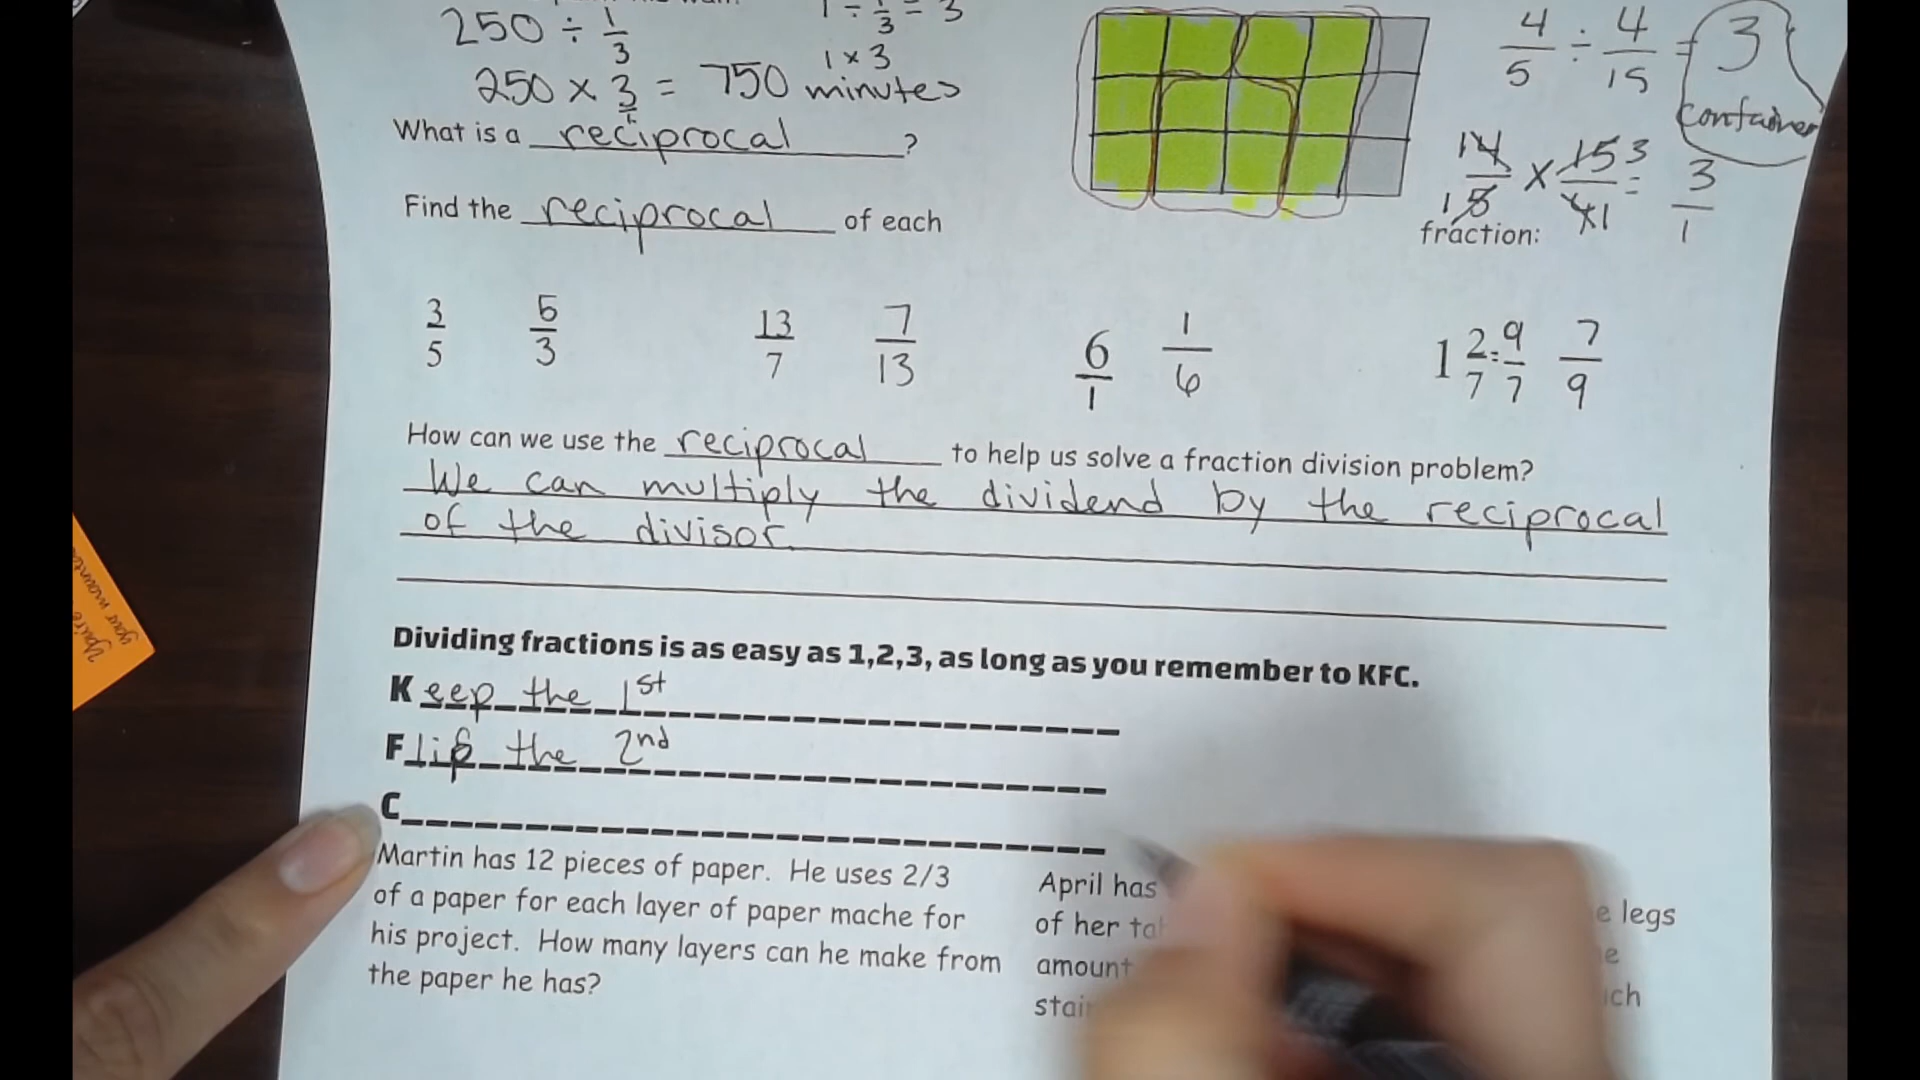 250 ÷ 1/3
1 ÷ 1/3 = 3
1 x 3
250 x 3/1 = 750 minutes
4/5 ÷ 4/15 = 3
container
What is a reciprocal ?
14/15 x 153/41 = 3/1
Find the reciprocal of each fraction:
3/5 5/3 13/7 7/13 6/1 1/6 1 2/7 = 9/7 7/9
How can we use the reciprocal to help us solve a fraction division problem?
We can multiply the dividend by the reciprocal
of the divisor.
Dividing fractions is as easy as 1,2,3, as long as you remember to KFC.
Keep the 1st
Flip the 2nd
C
Martin has 12 pieces of paper. He uses 2/3
of a paper for each layer of paper mache for
his project. How many layers can he make from
the paper he has?
April has
legs
of her
amount
your